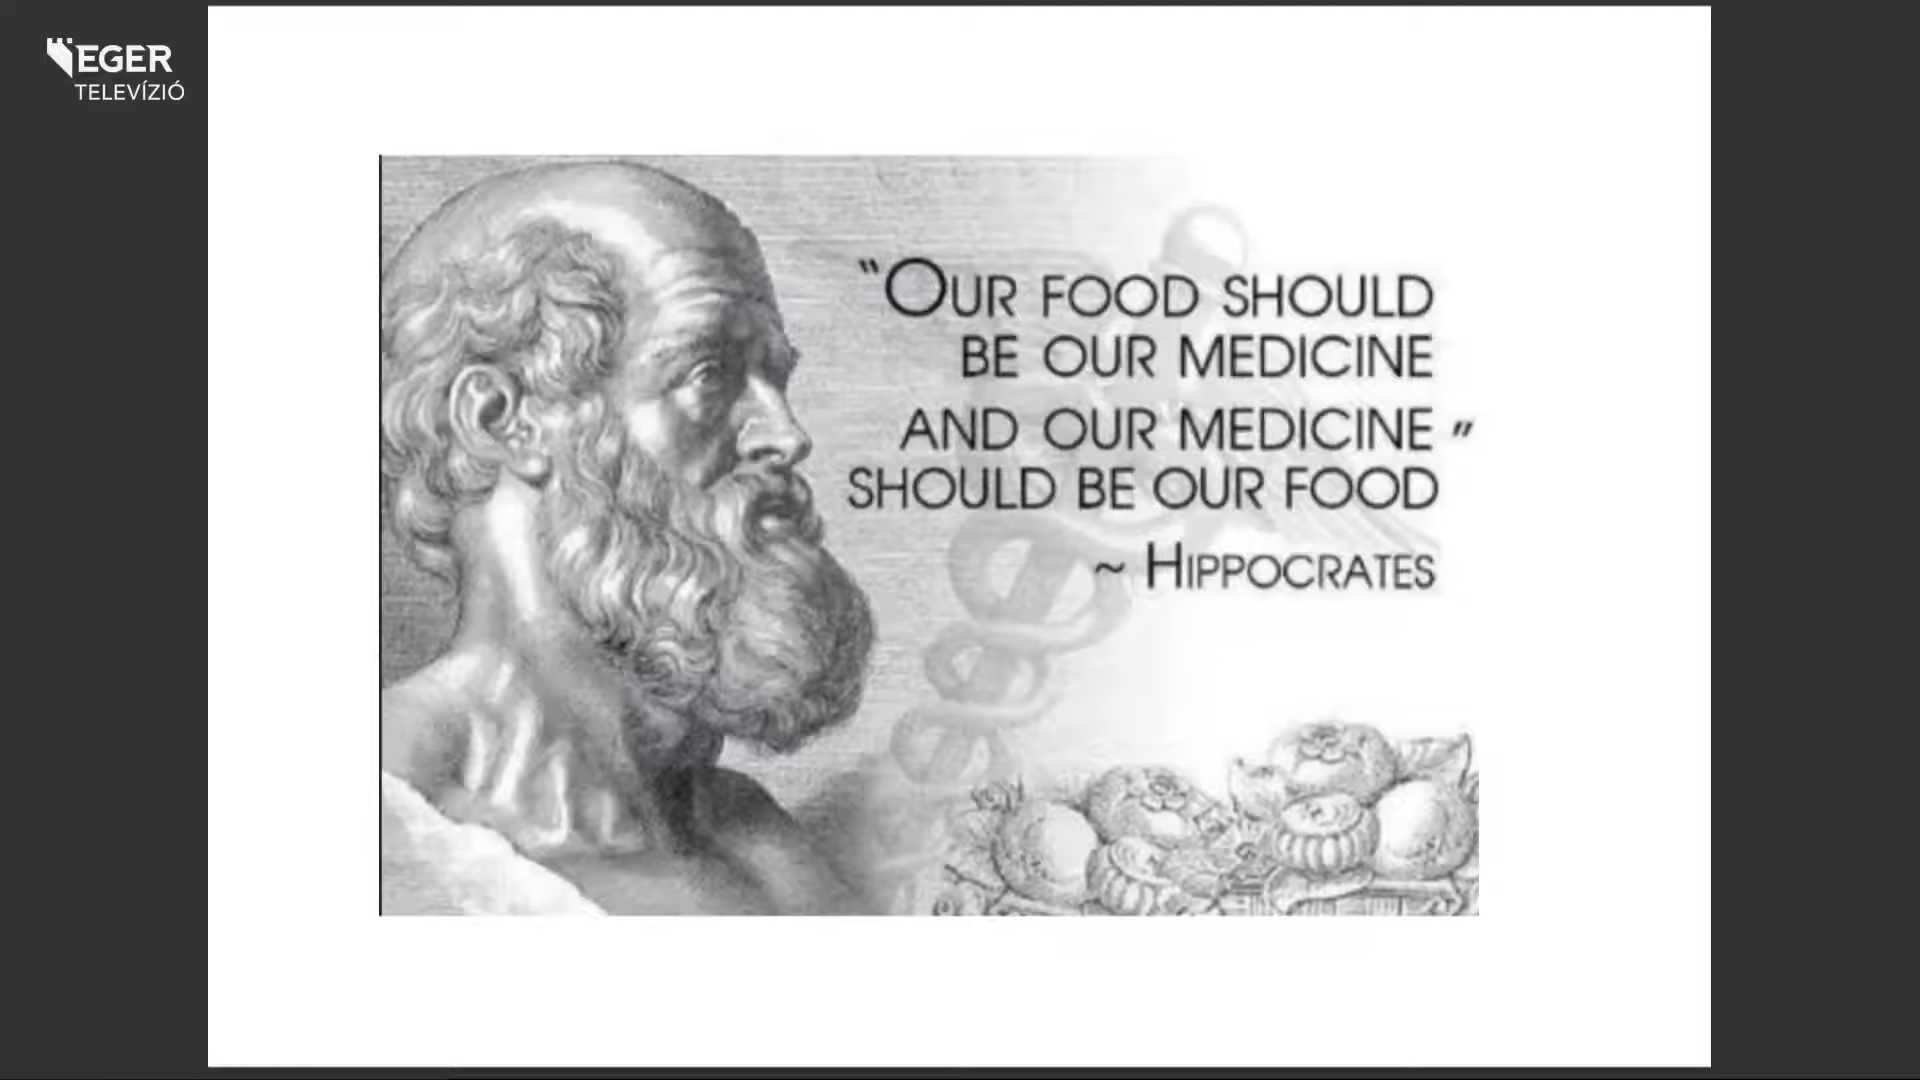 EGER
TELEVÍZIÓ
"OUR FOOD SHOULD
BE OUR MEDICINE
AND OUR MEDICINE"
SHOULD BE OUR FOOD
~ HIPPOCRATES